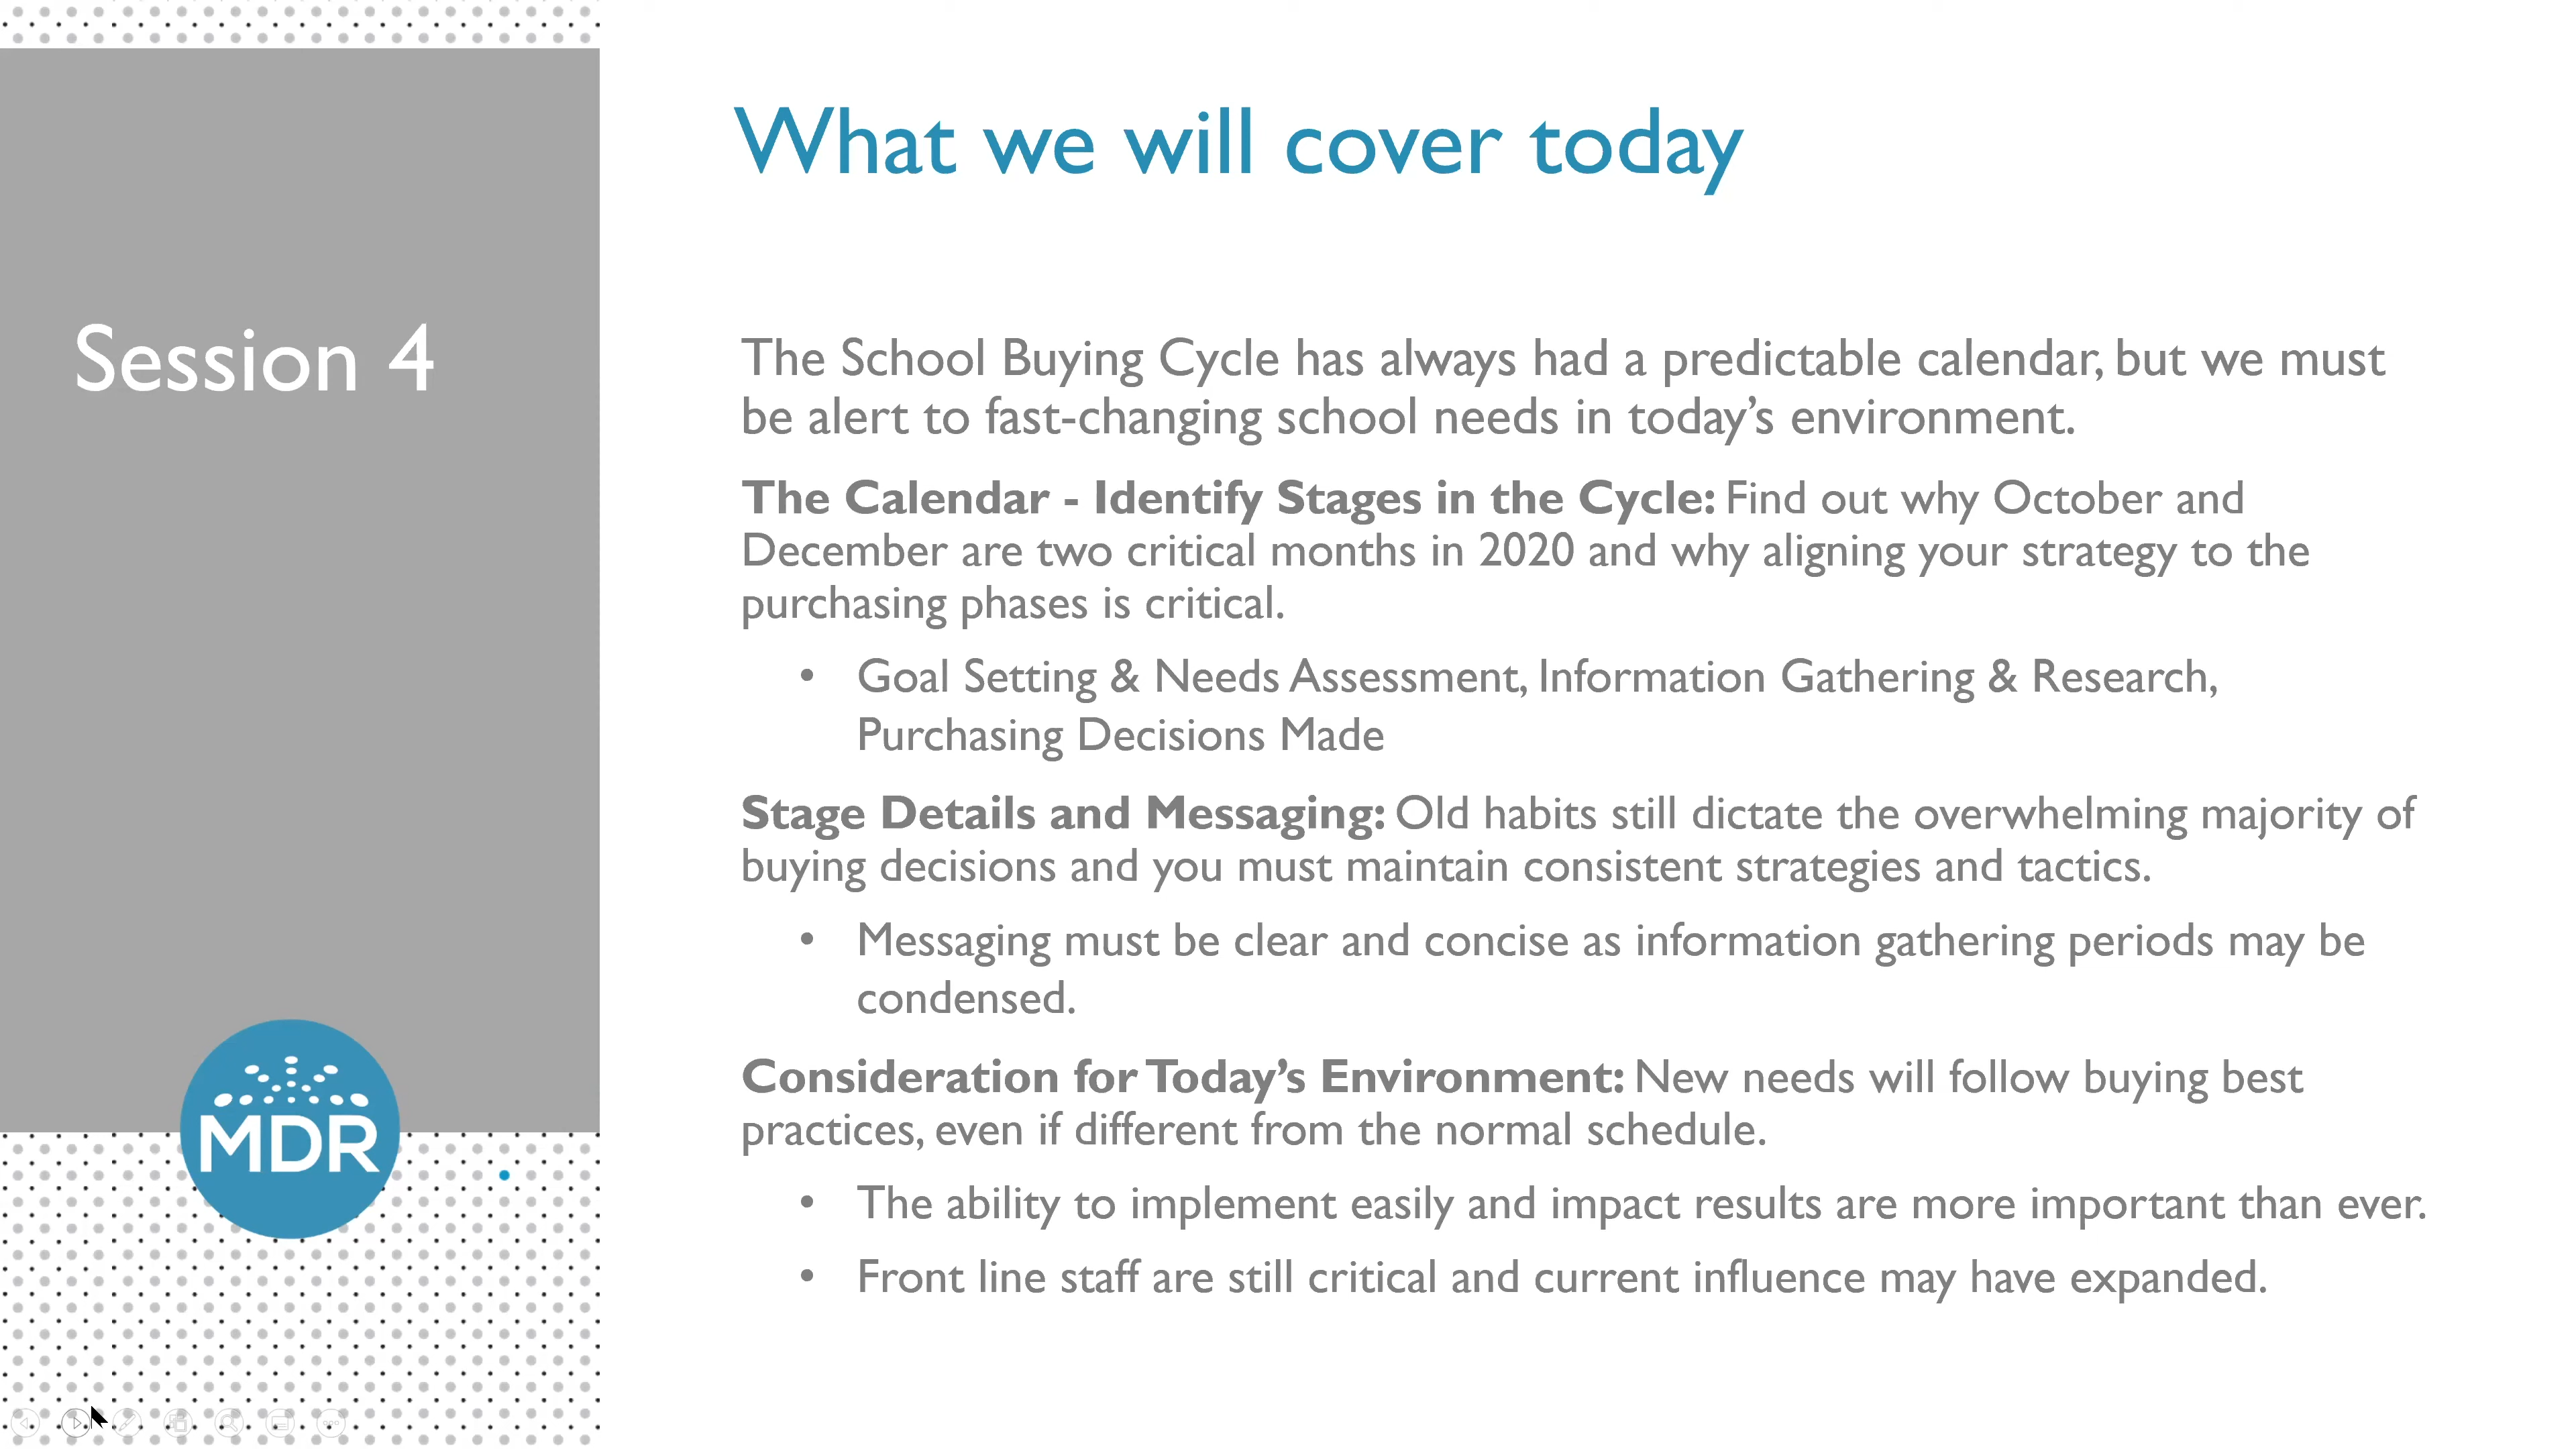 What we will cover today
Session 4
The School Buying Cycle has always had a predictable calendar, but we must
be alert to fast-changing school needs in today’s environment.
The Calendar - Identify Stages in the Cycle: Find out why October and
December are two critical months in 2020 and why aligning your strategy to the
purchasing phases is critical.
• Goal Setting & Needs Assessment, Information Gathering & Research,
Purchasing Decisions Made
Stage Details and Messaging: Old habits still dictate the overwhelming majority of
buying decisions and you must maintain consistent strategies and tactics.
• Messaging must be clear and concise as information gathering periods may be
condensed.
Consideration for Today’s Environment: New needs will follow buying best
practices, even if different from the normal schedule.
• The ability to implement easily and impact results are more important than ever.
• Front line staff are still critical and current influence may have expanded.
MDR